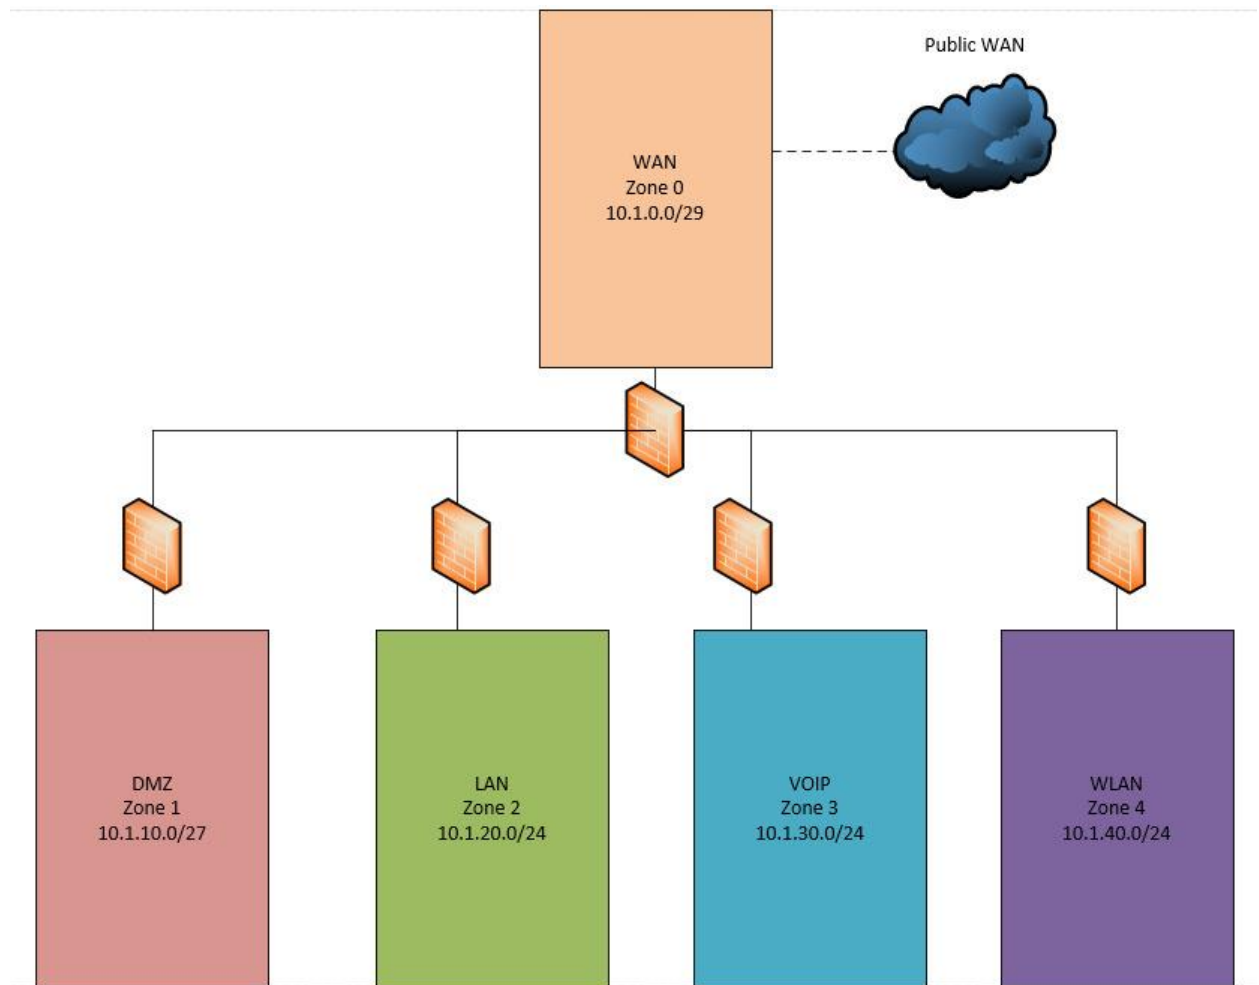 Public WAN
WAN
Zone 0
10.1.0.0/29
DMZ
Zone 1
10.1.10.0/27
LAN
Zone 2
10.1.20.0/24
VOIP
Zone 3
10.1.30.0/24
WLAN
Zone 4
10.1.40.0/24